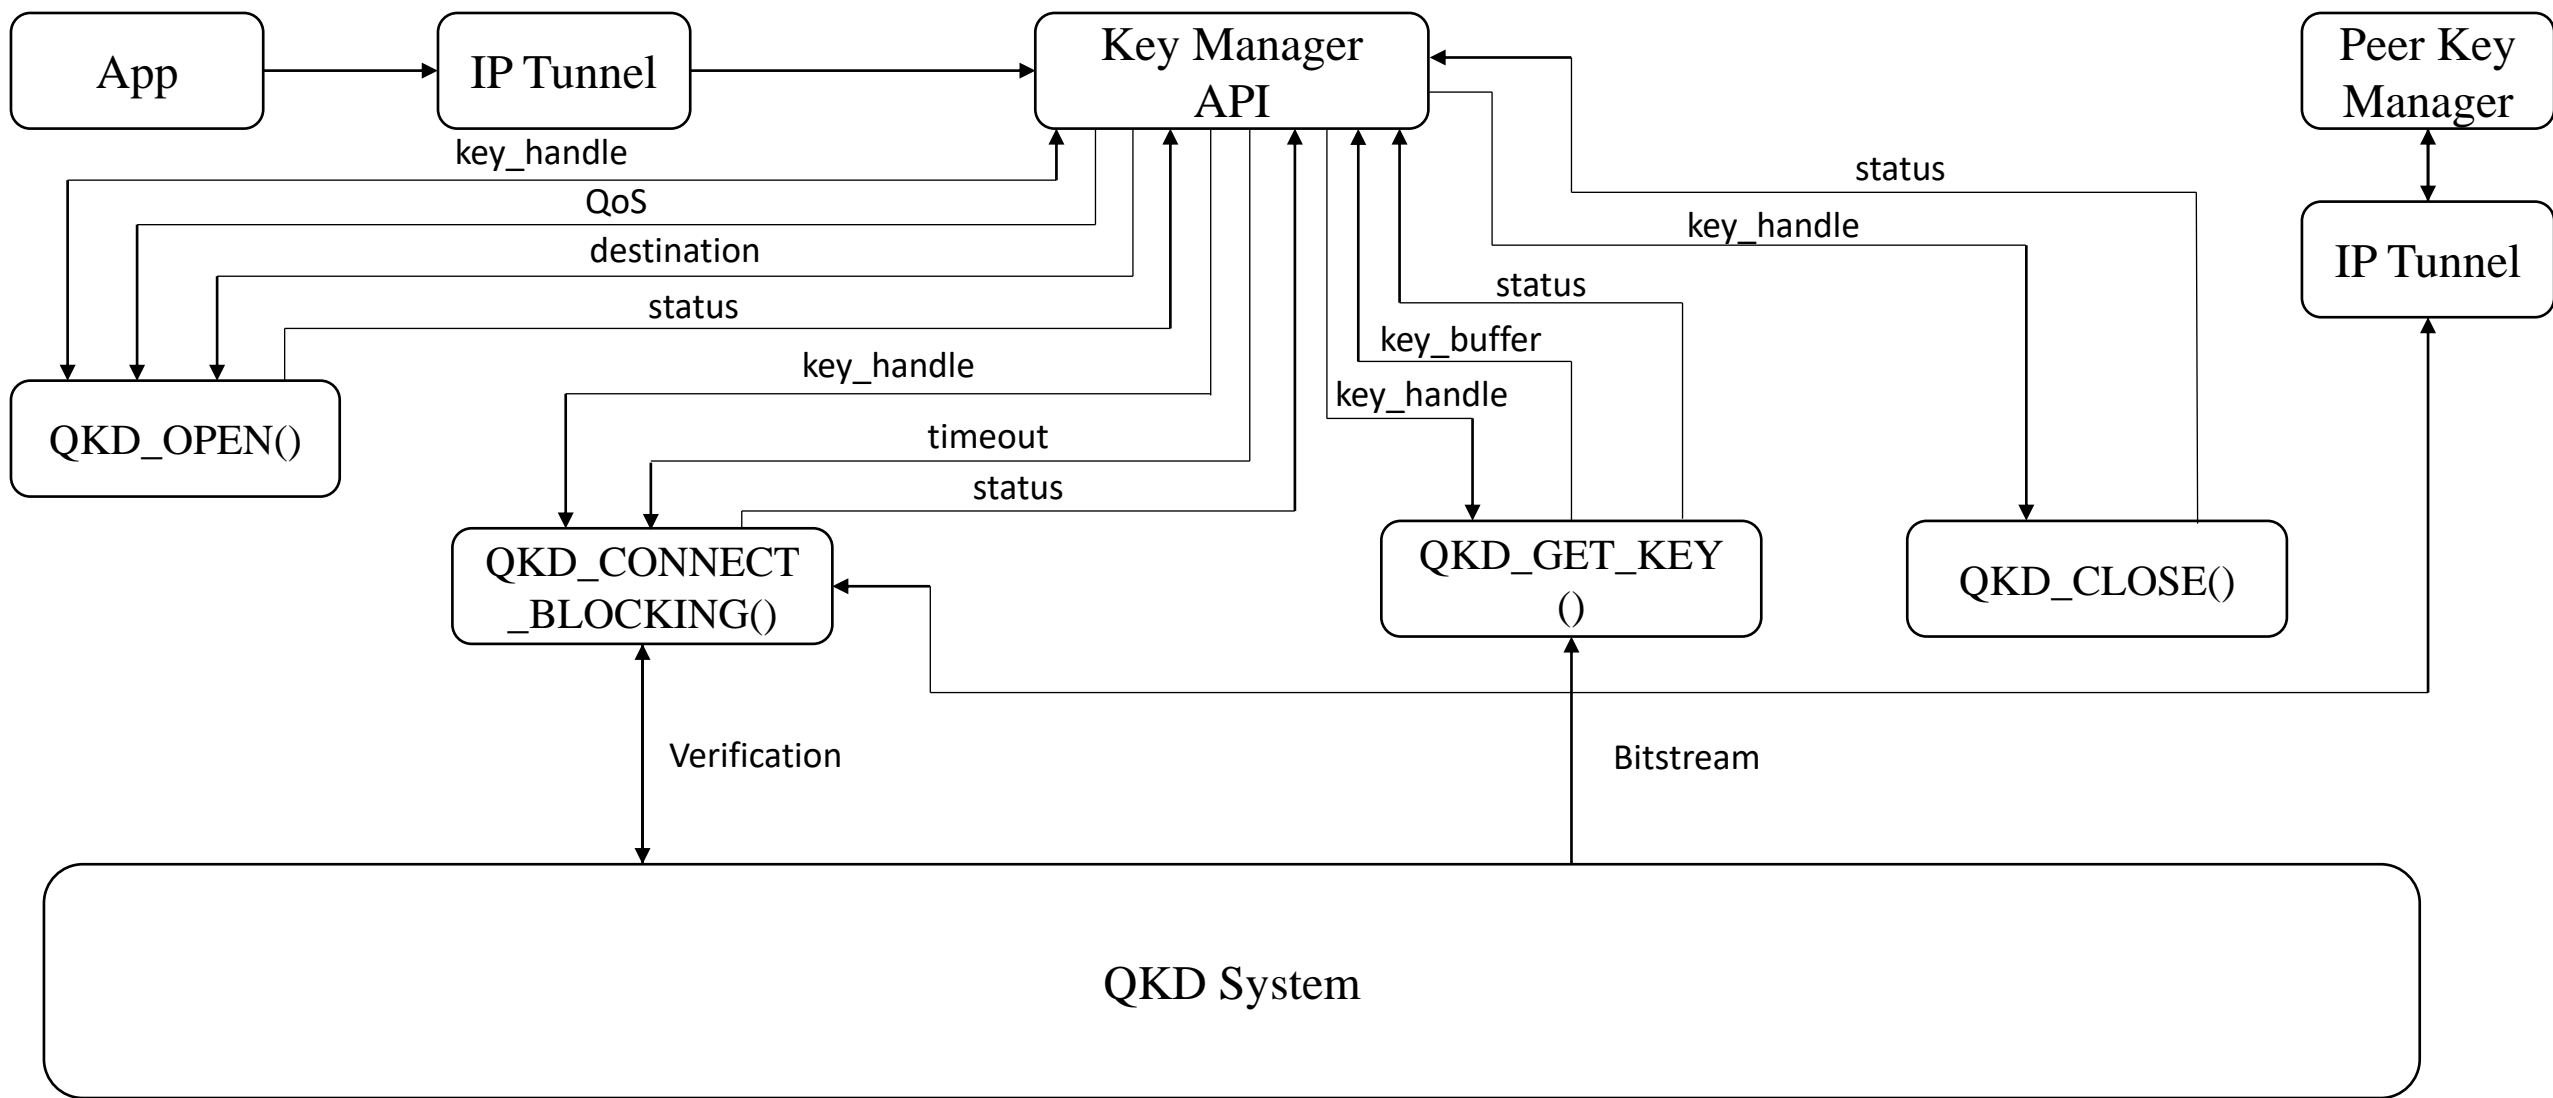 App
IP Tunnel
Key Manager
API
Peer Key
Manager
key_handle
QoS
destination
status
key_handle
timeout
status
status
key_buffer
key_handle
status
key_handle
IP Tunnel
QKD_OPEN()
QKD_CONNECT
_BLOCKING()
QKD_GET_KEY
()
QKD_CLOSE()
Verification
Bitstream
QKD System